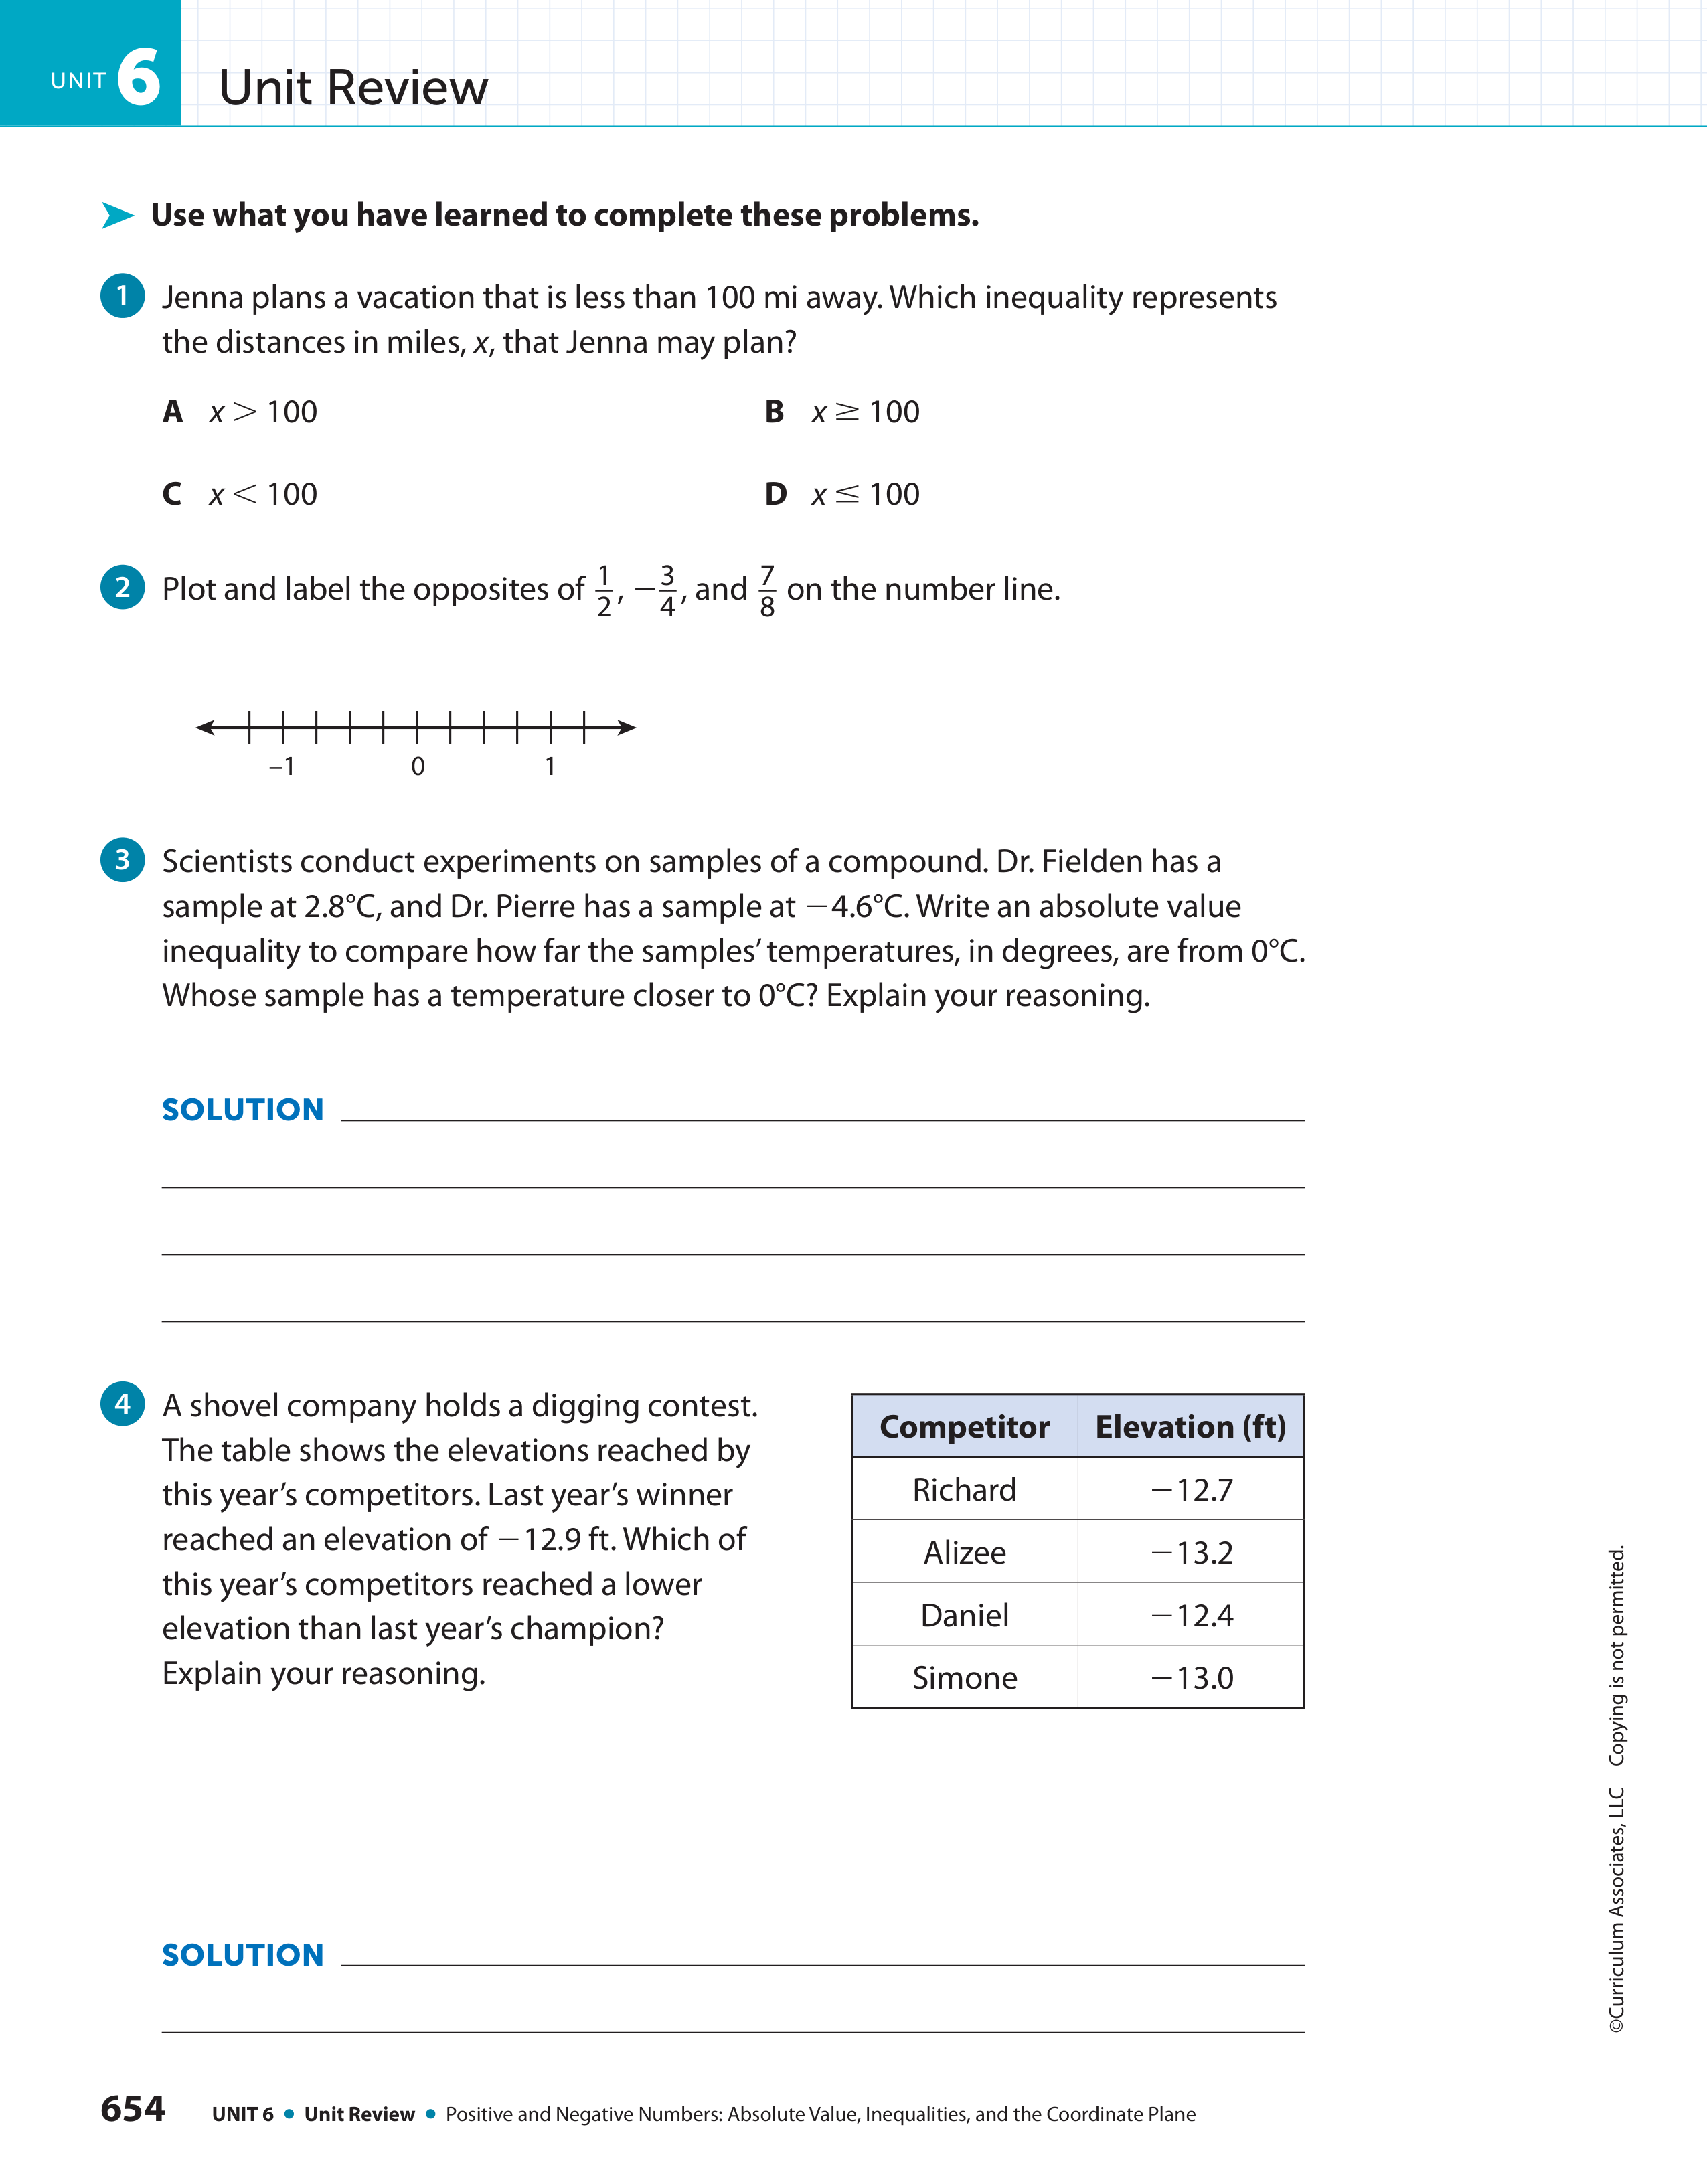 UNIT 6 Unit Review
Use what you have learned to complete these problems.
1 Jenna plans a vacation that is less than 100 mi away. Which inequality represents
the distances in miles, x, that Jenna may plan?
A x > 100 B x ≥ 100
C x < 100 D x ≤ 100
2 Plot and label the opposites of 1/2, −3/4, and 7/8 on the number line.
–1 0 1
3 Scientists conduct experiments on samples of a compound. Dr. Fielden has a
sample at 2.8°C, and Dr. Pierre has a sample at −4.6°C. Write an absolute value
inequality to compare how far the samples’ temperatures, in degrees, are from 0°C.
Whose sample has a temperature closer to 0°C? Explain your reasoning.
SOLUTION
4 A shovel company holds a digging contest.
The table shows the elevations reached by
this year’s competitors. Last year’s winner
reached an elevation of −12.9 ft. Which of
this year’s competitors reached a lower
elevation than last year’s champion?
Explain your reasoning.
Competitor Elevation (ft)
Richard −12.7
Alizee −13.2
Daniel −12.4
Simone −13.0
SOLUTION
©Curriculum Associates, LLC Copying is not permitted.
654 UNIT 6 • Unit Review • Positive and Negative Numbers: Absolute Value, Inequalities, and the Coordinate Plane